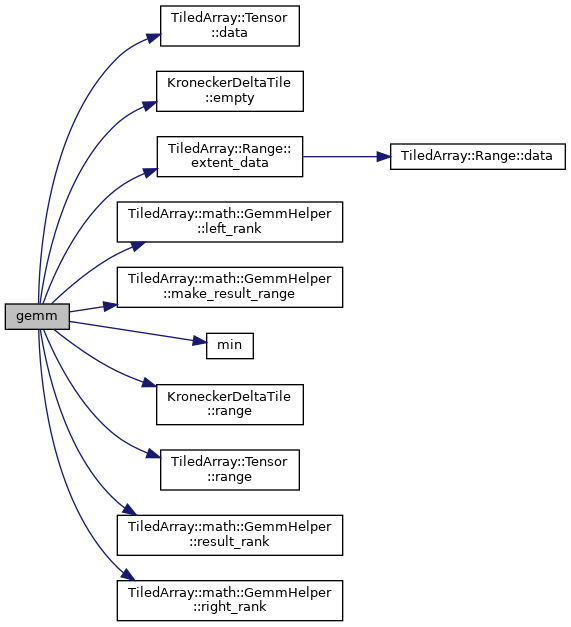 gemm
TiledArray::Tensor
::data
KroneckerDeltaTile
::empty
TiledArray::Range::
extent_data
TiledArray::Range::data
TiledArray::math::GemmHelper
::left_rank
TiledArray::math::GemmHelper
::make_result_range
min
KroneckerDeltaTile
::range
TiledArray::Tensor
::range
TiledArray::math::GemmHelper
::result_rank
TiledArray::math::GemmHelper
::right_rank